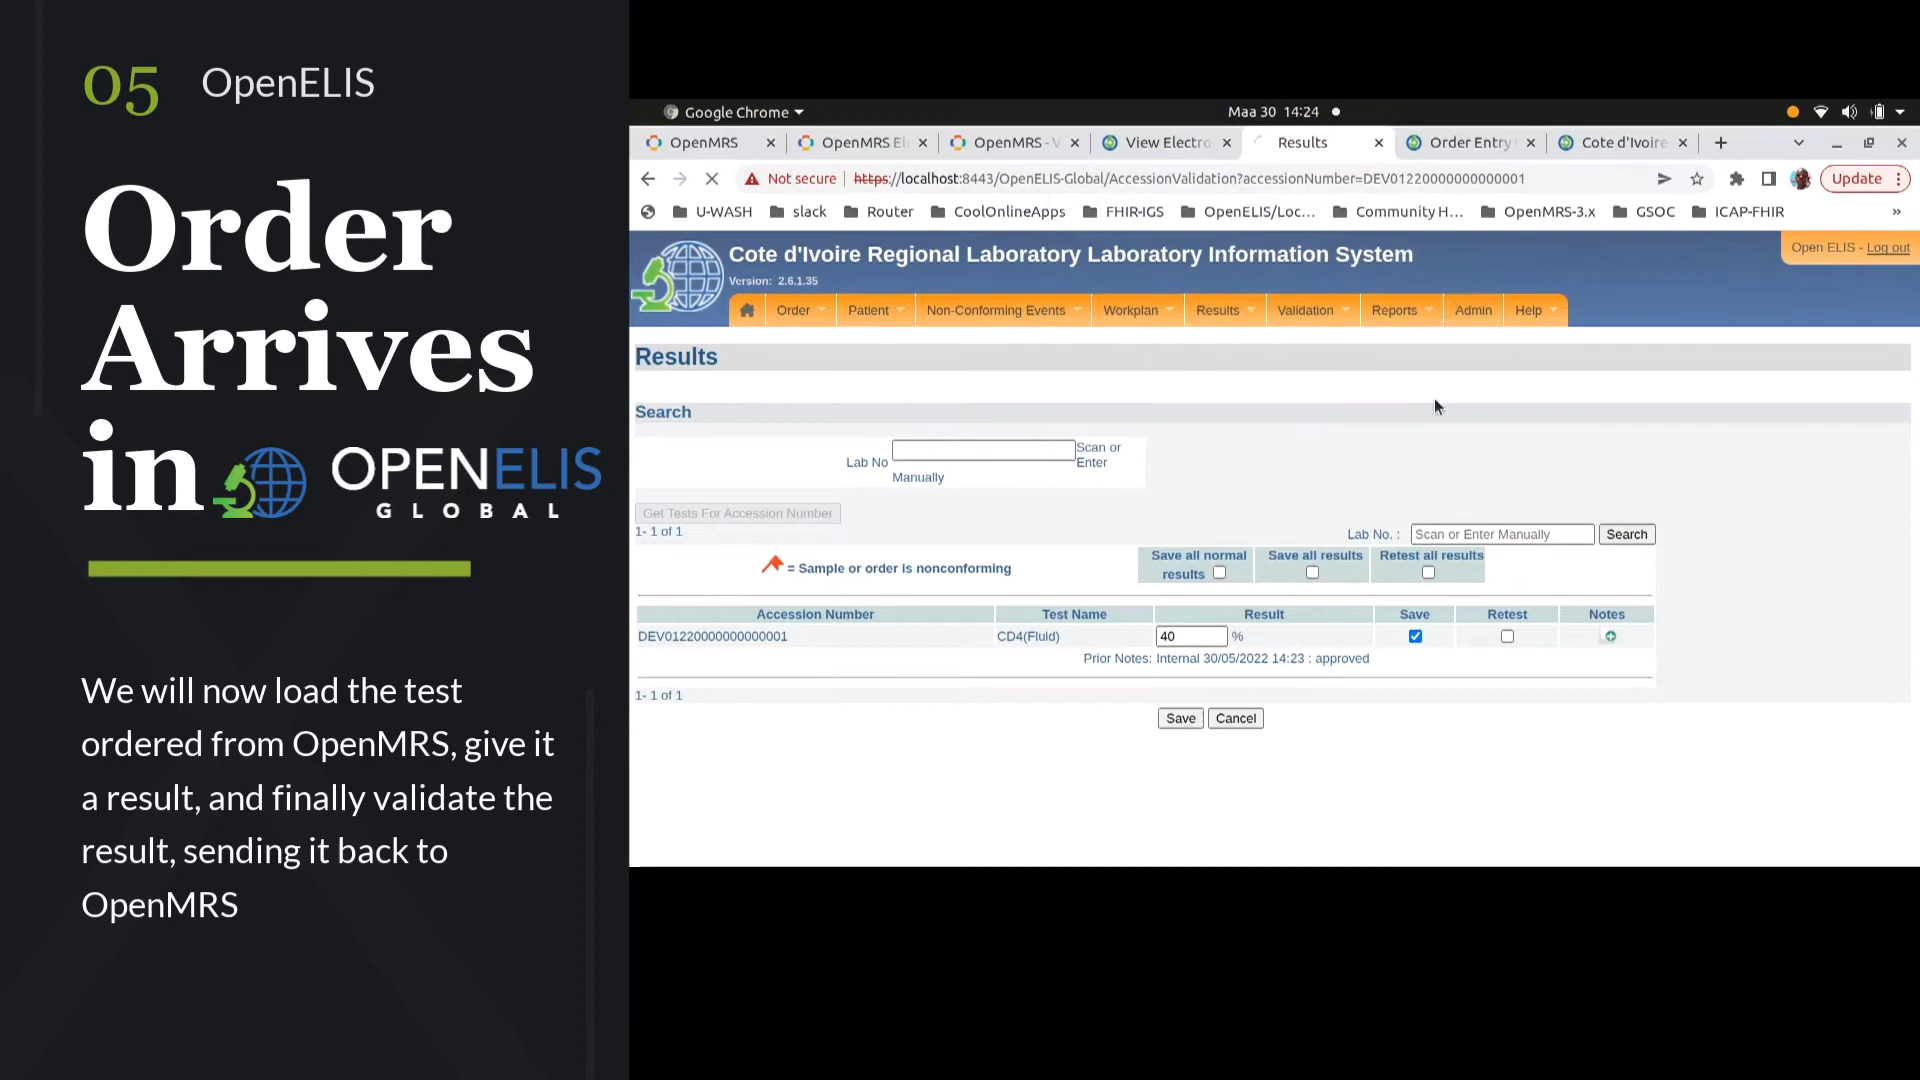 05 OpenELIS
Order
Arrives
in OPENELIS
GLOBAL
We will now load the test
ordered from OpenMRS, give it
a result, and finally validate the
result, sending it back to
OpenMRS
Google Chrome
Maa 30 14:24
OpenMRS
OpenMRS El
OpenMRS - V
View Electro
Results
Order Entry
Cote d'Ivoire
Not secure https://localhost:8443/OpenELIS-Global/AccessionValidation?accessionNumber=DEV01220000000000001
Update
U-WASH slack Router CoolOnlineApps FHIR-IGS OpenELIS/Loc... Community H... OpenMRS-3.x GSOC ICAP-FHIR »
Cote d'Ivoire Regional Laboratory Laboratory Information System
Open ELIS - Log out
Version: 2.6.1.35
Order Patient Non-Conforming Events Workplan Results Validation Reports Admin Help
Results
Search
Lab No Scan or Enter
Manually
Get Tests For Accession Number
1- 1 of 1
Lab No. : Scan or Enter Manually Search
= Sample or order is nonconforming
Save all normal results
Save all results
Retest all results
Accession Number Test Name Result Save Retest Notes
DEV01220000000000001 CD4(Fluid) 40 %
Prior Notes: Internal 30/05/2022 14:23 : approved
1- 1 of 1
Save Cancel